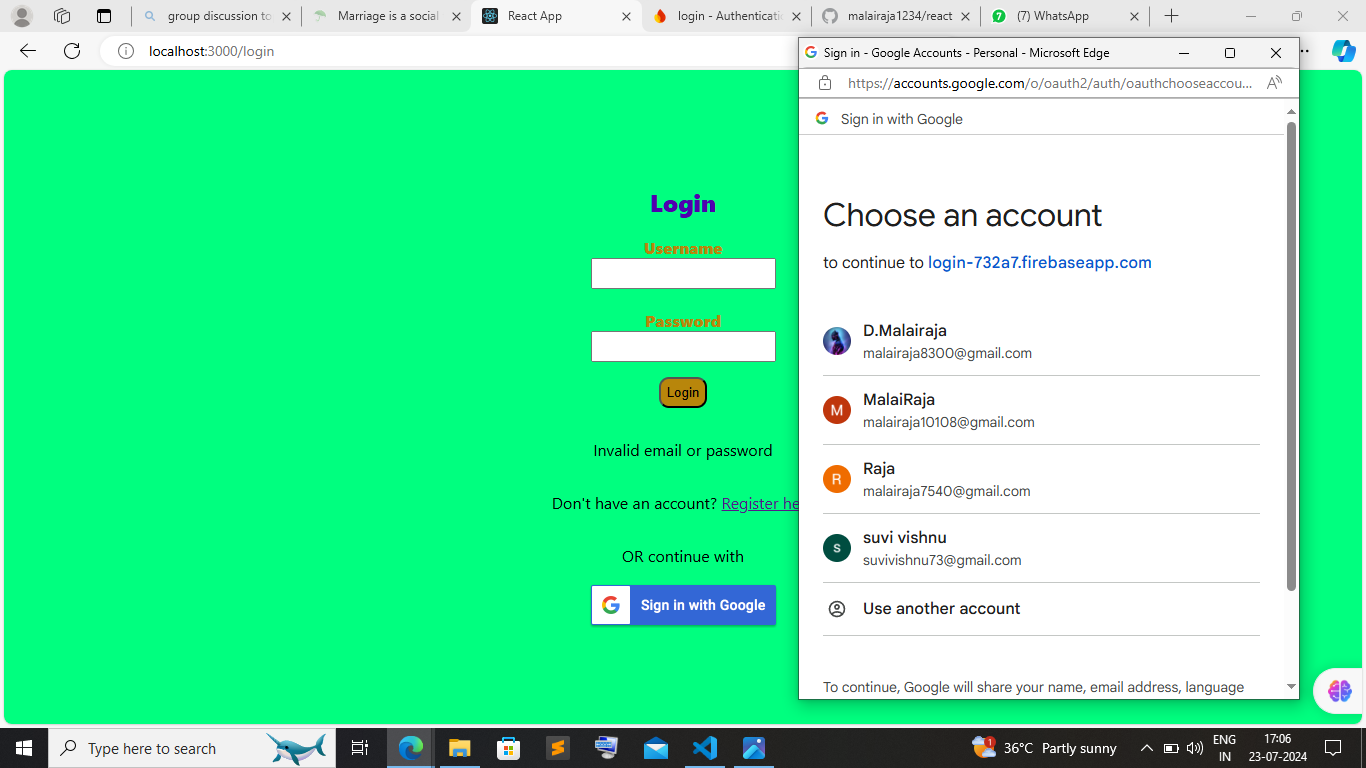 group discussion to
Marriage is a social
React App
login - Authenticatio
malairaja1234/react
(7) WhatsApp
localhost:3000/login
Sign in - Google Accounts - Personal - Microsoft Edge
https://accounts.google.com/o/oauth2/auth/oauthchooseaccou...
Sign in with Google
Choose an account
to continue to login-732a7.firebaseapp.com
D.Malairaja
malairaja8300@gmail.com
M
MalaiRaja
malairaja10108@gmail.com
R
Raja
malairaja7540@gmail.com
s
suvi vishnu
suvivishnu73@gmail.com
Use another account
To continue, Google will share your name, email address, language
Login
Username
Password
Login
Invalid email or password
Don't have an account? Register he
OR continue with
Sign in with Google
Type here to search
1
36°C Partly sunny
ENG
IN
17:06
23-07-2024